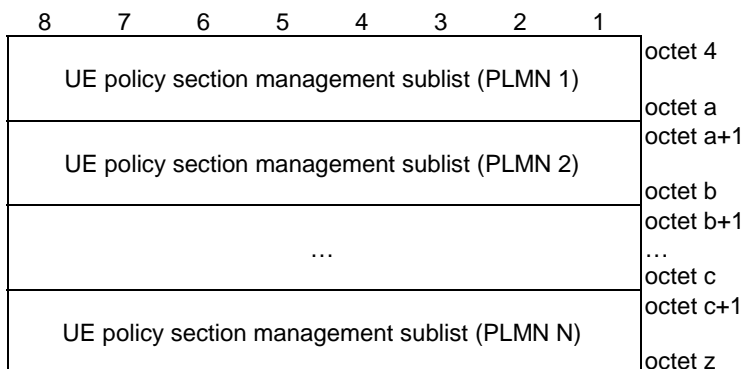 8 7 6 5 4 3 2 1
octet 4
UE policy section management sublist (PLMN 1)
octet a
octet a+1
UE policy section management sublist (PLMN 2)
octet b
octet b+1
… …
octet c
octet c+1
UE policy section management sublist (PLMN N)
octet z